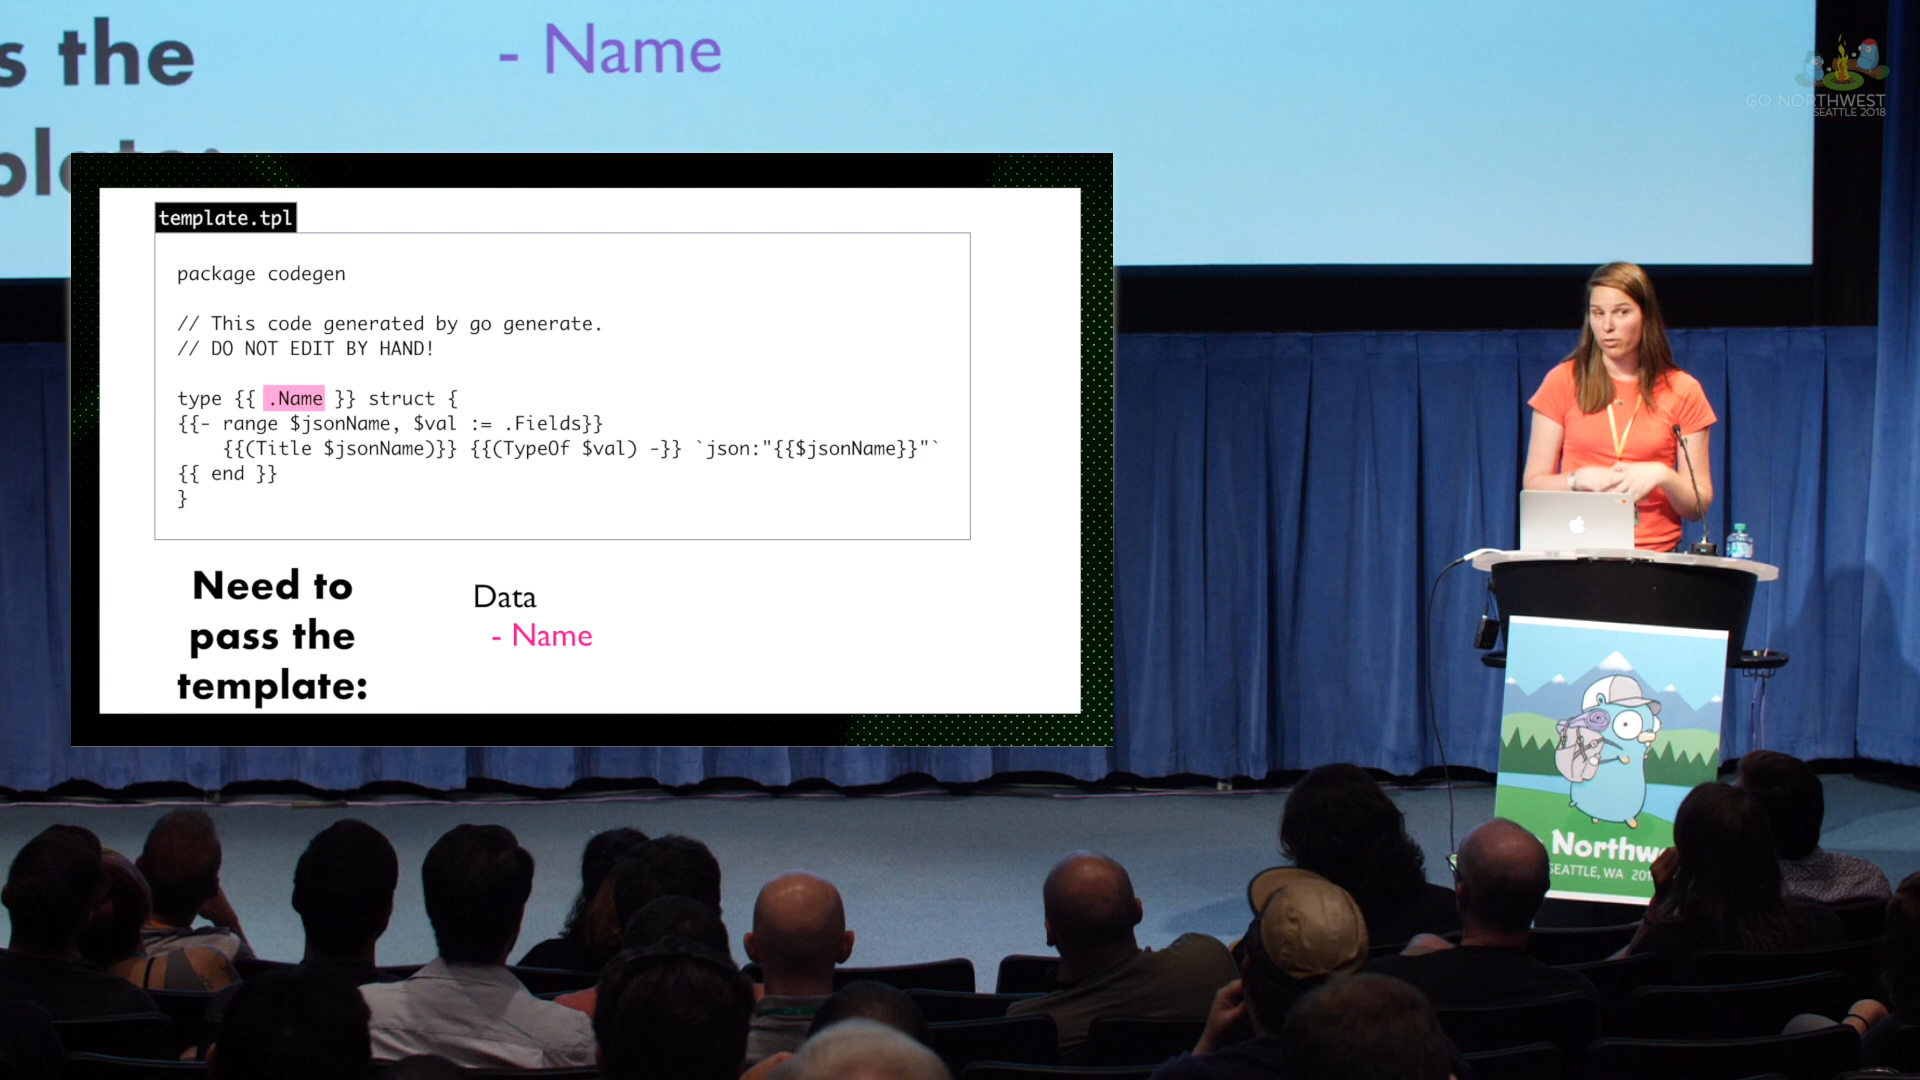 s the
- Name
GO NORTHWEST
SEATTLE 2018
template.tpl
package codegen
// This code generated by go generate.
// DO NOT EDIT BY HAND!
type {{ .Name }} struct {
{{- range $jsonName, $val := .Fields}}
{{(Title $jsonName)}} {{(TypeOf $val) -}} `json:"{{$jsonName}}"`
{{ end }}
}
Need to
pass the
template:
Data
- Name
Northw
SEATTLE, WA 201